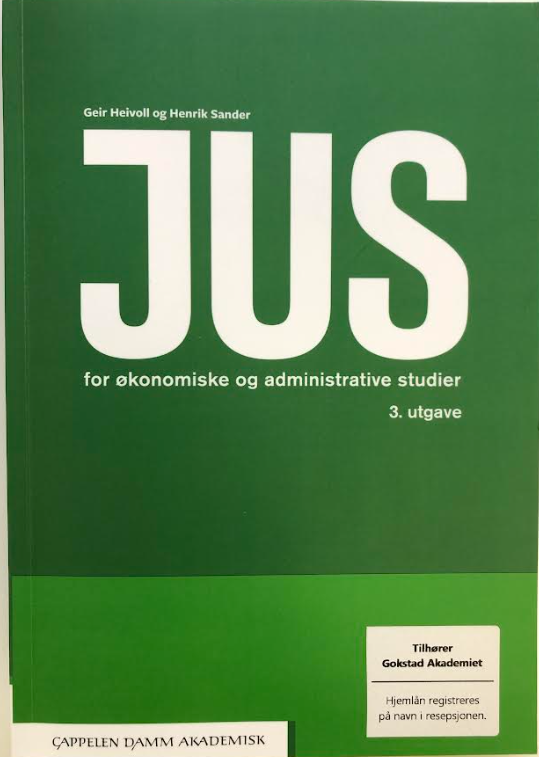 Geir Heivoll og Henrik Sander
JUS
for økonomiske og administrative studier
3. utgave
Tilhører
Gokstad Akademiet
Hjemlån registreres
på navn i resepsjonen.
CAPPELEN DAMM AKADEMISK